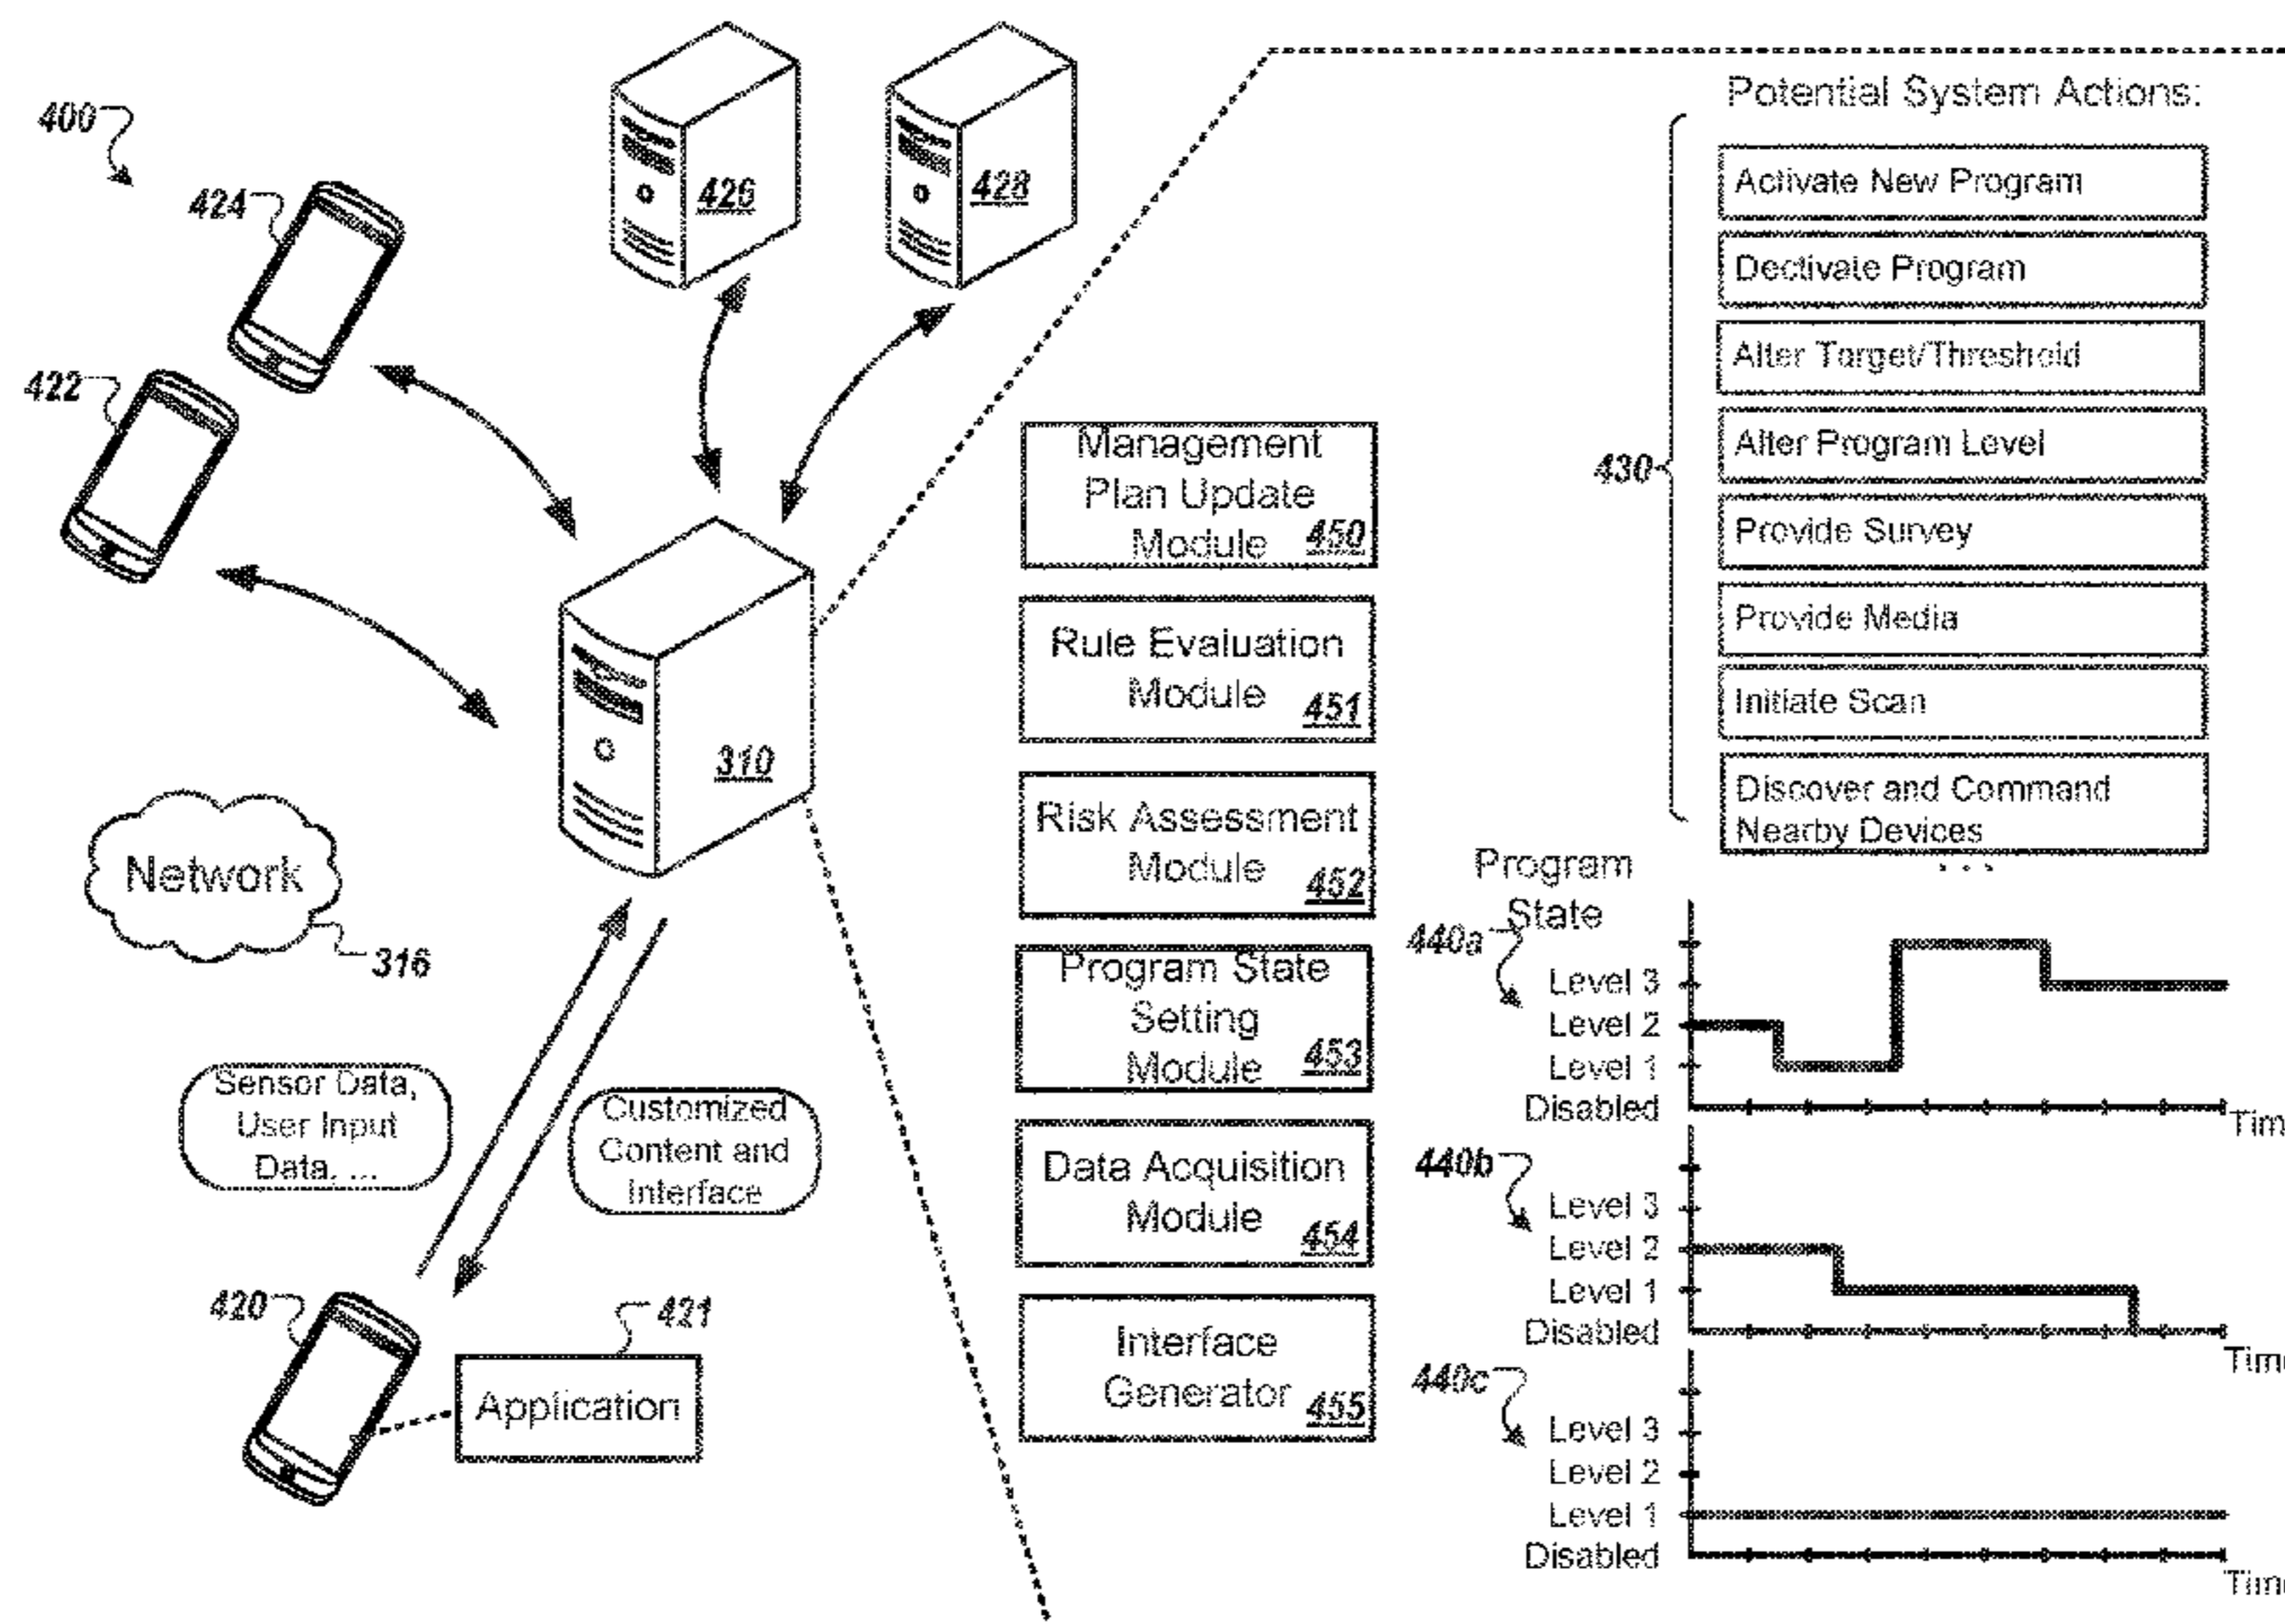 400
424
422
426
428
310
Network
316
Sensor Data,
User Input
Data, ...
Customized
Content and
Interface
420
421
Application
Management
Plan Update
Module 450
Rule Evaluation
Module 451
Risk Assessment
Module 452
Program State
Setting
Module 453
Data Acquisition
Module 454
Interface
Generator 455
Potential System Actions:
430
Activate New Program
Dectivate Program
Alter Target/Threshold
Alter Program Level
Provide Survey
Provide Media
Initiate Scan
Discover and Command
Nearby Devices
...
Program
State
440a
Level 3
Level 2
Level 1
Disabled
Tim
440b
Level 3
Level 2
Level 1
Disabled
Time
440c
Level 3
Level 2
Level 1
Disabled
Time